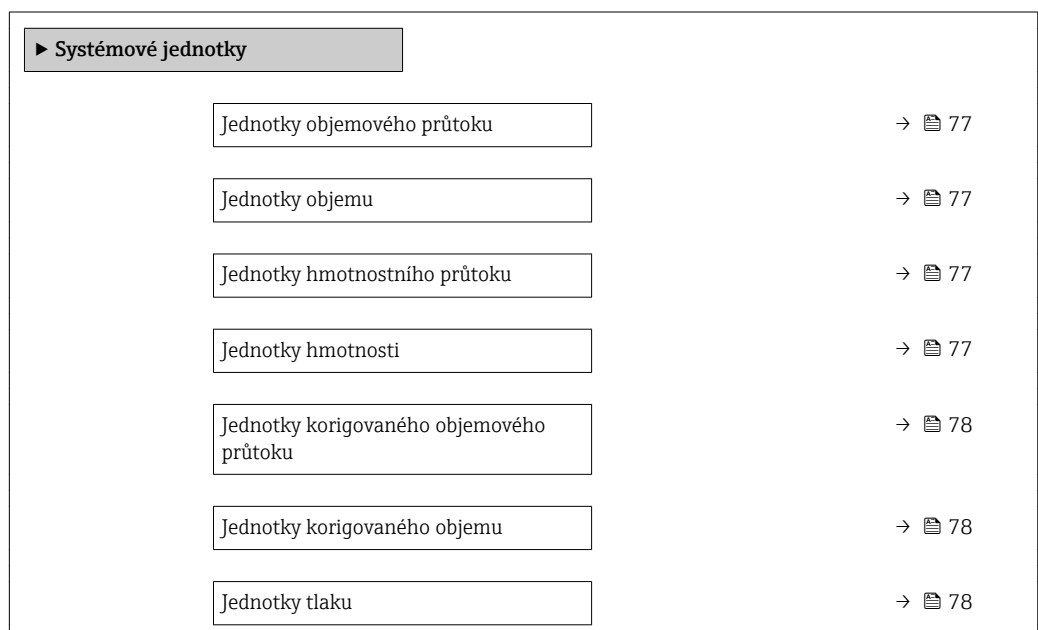 ▶ Systémové jednotky
Jednotky objemového průtoku → 77
Jednotky objemu → 77
Jednotky hmotnostního průtoku → 77
Jednotky hmotnosti → 77
Jednotky korigovaného objemového → 78
průtoku
Jednotky korigovaného objemu → 78
Jednotky tlaku → 78